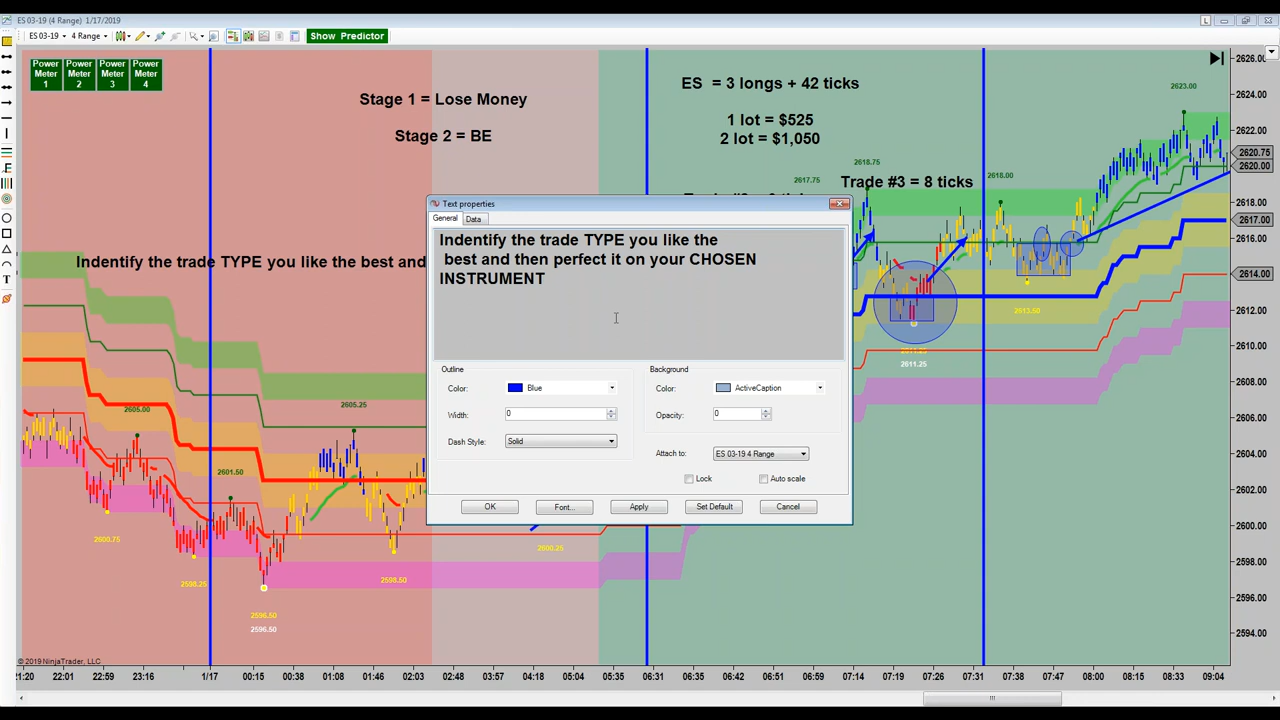 ES 03-19 (4 Range) 1/17/2019
L
ES 03-19
4 Range
Show Predictor
Power Meter 1
Power Meter 2
Power Meter 3
Power Meter 4
Stage 1 = Lose Money
Stage 2 = BE
ES = 3 longs + 42 ticks
1 lot = $525
2 lot = $1,050
Trade #3 = 8 ticks
Indentify the trade TYPE you like the best and
Text properties
General
Data
Indentify the trade TYPE you like the
best and then perfect it on your CHOSEN
INSTRUMENT
Outline
Color:
Blue
Width:
0
Dash Style:
Solid
Background
Color:
ActiveCaption
Opacity:
0
Attach to:
ES 03-19 4 Range
Lock
Auto scale
OK
Font...
Apply
Set Default
Cancel
2623.00
2618.75
2617.75
2618.00
2613.50
2611.25
2605.00
2605.25
2601.50
2600.75
2598.25
2598.50
2600.25
2596.50
2596.50
2626.00
2624.00
2622.00
2620.75
2620.00
2618.00
2617.00
2616.00
2614.00
2612.00
2610.00
2608.00
2606.00
2604.00
2602.00
2600.00
2598.00
2596.00
2594.00
© 2019 NinjaTrader, LLC
21:20 22:01 22:59 23:16 1/17 00:15 00:38 01:08 01:46 02:03 02:42 03:57 04:18 05:04 06:31 06:39 06:51 07:01 07:14 07:19 07:26 07:32 07:38 07:47 08:00 08:16 08:33 09:04